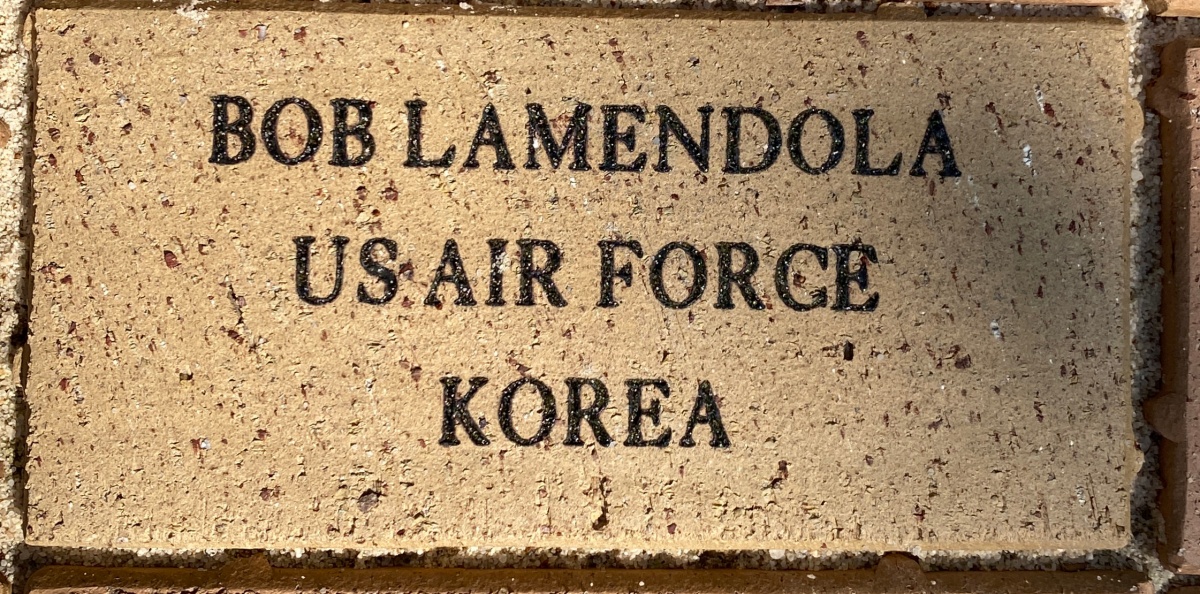 BOB LAMENDOLA
US AIR FORCE
KOREA